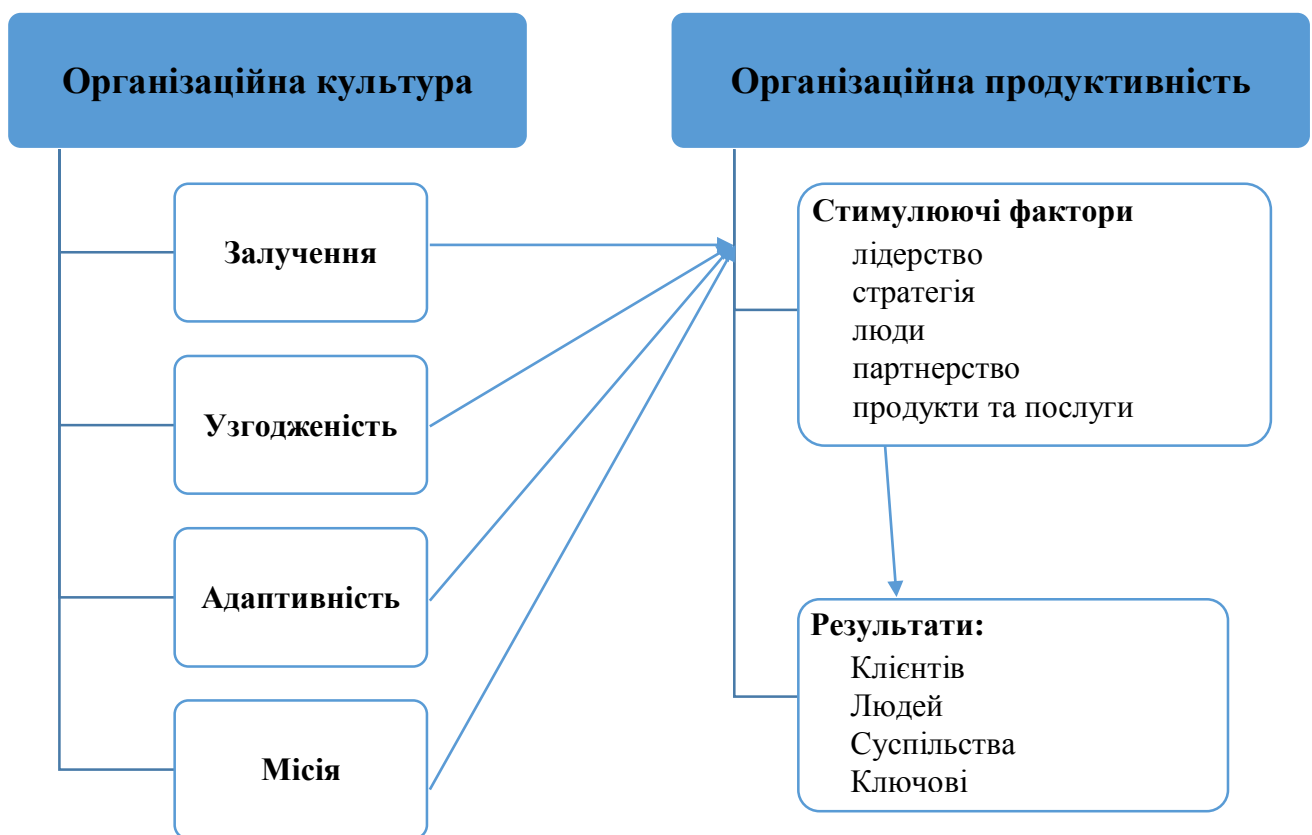 Організаційна культура
Залучення
Узгодженість
Адаптивність
Місія
Організаційна продуктивність
Стимулюючі фактори
лідерство
стратегія
люди
партнерство
продукти та послуги
Результати:
Клієнтів
Людей
Суспільства
Ключові